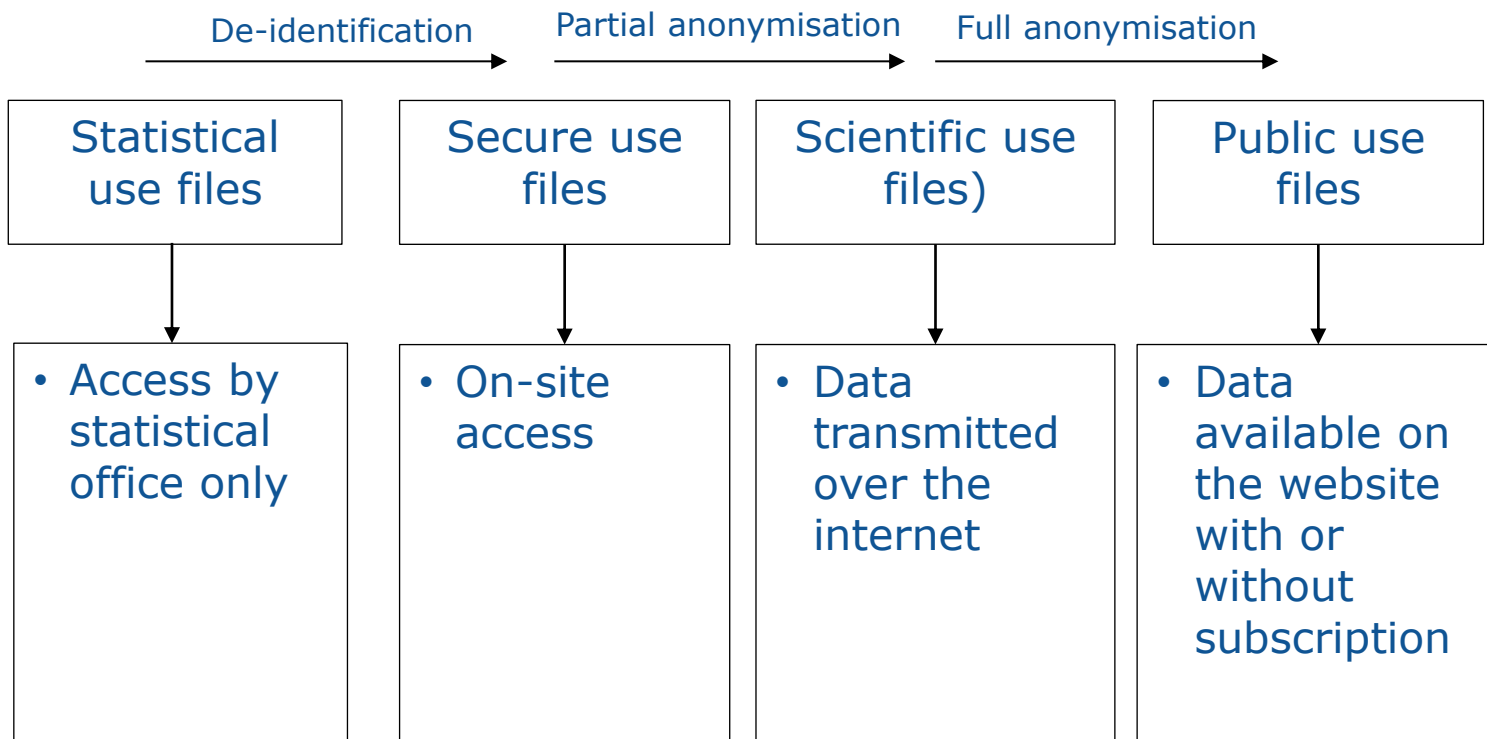 De-identification
Partial anonymisation
Full anonymisation
Statistical
use files
Secure use
files
Scientific use
files)
Public use
files
• Access by
statistical
office only
• On-site
access
• Data
transmitted
over the
internet
• Data
available on
the website
with or
without
subscription